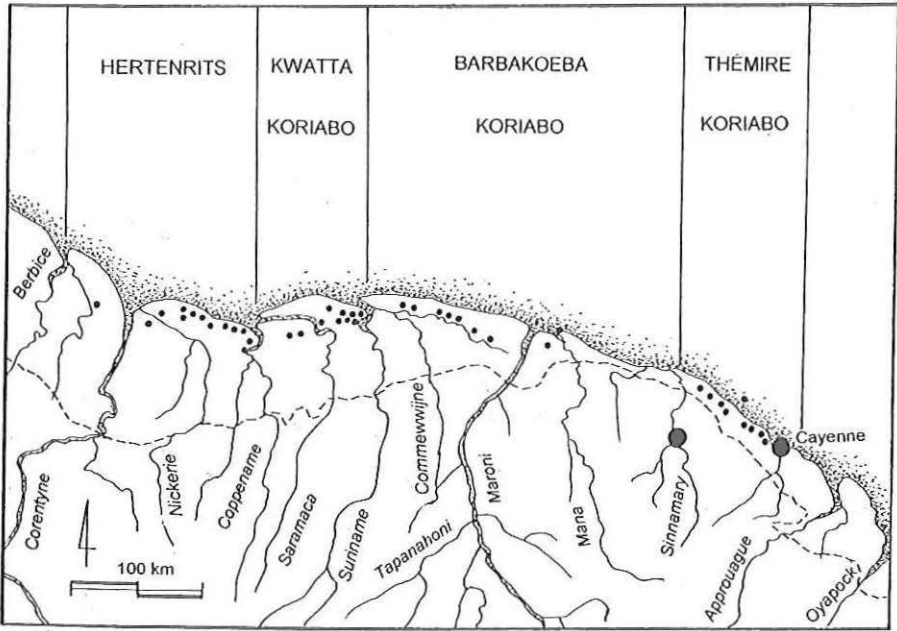 HERTENRITS
KWATTA
BARBAKOEBA
THÉMIRE
KORIABO
KORIABO
KORIABO
Berbice
Cayenne
Corentyne
Nickerie
Coppename
Saramaca
Suriname
Commewijne
Tapanahoni
Maroni
Mana
Sinnamary
Approuague
Oyapock
100 km